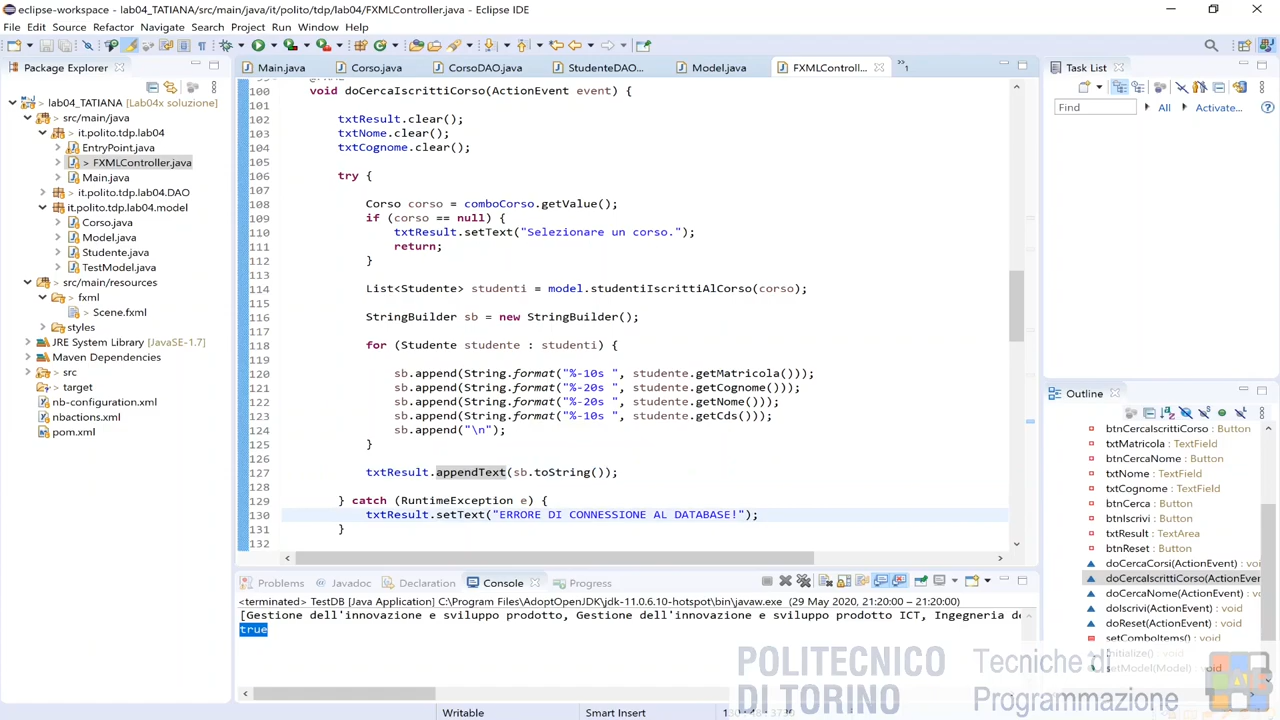 eclipse-workspace - lab04_TATIANA/src/main/java/it/polito/tdp/lab04/FXMLController.java - Eclipse IDE
File Edit Source Refactor Navigate Search Project Run Window Help
Package Explorer
lab04_TATIANA [Lab04x soluzione]
src/main/java
it.polito.tdp.lab04
EntryPoint.java
> FXMLController.java
Main.java
> it.polito.tdp.lab04.DAO
it.polito.tdp.lab04.model
Corso.java
Model.java
Studente.java
TestModel.java
src/main/resources
fxml
Scene.fxml
styles
JRE System Library [JavaSE-1.7]
Maven Dependencies
src
target
nb-configuration.xml
nbactions.xml
pom.xml
Main.java Corso.java CorsoDAO.java StudenteDAO... Model.java FXMLControll... »1
100 void doCercaIscrittiCorso(ActionEvent event) {
101
102 txtResult.clear();
103 txtNome.clear();
104 txtCognome.clear();
105
106 try {
107
108 Corso corso = comboCorso.getValue();
109 if (corso == null) {
110 txtResult.setText("Selezionare un corso.");
111 return;
112 }
113
114 List<Studente> studenti = model.studentiIscrittiAlCorso(corso);
115
116 StringBuilder sb = new StringBuilder();
117
118 for (Studente studente : studenti) {
119
120 sb.append(String.format("%-10s ", studente.getMatricola()));
121 sb.append(String.format("%-20s ", studente.getCognome()));
122 sb.append(String.format("%-20s ", studente.getNome()));
123 sb.append(String.format("%-10s ", studente.getCds()));
124 sb.append("\n");
125 }
126
127 txtResult.appendText(sb.toString());
128
129 } catch (RuntimeException e) {
130 txtResult.setText("ERRORE DI CONNESSIONE AL DATABASE!");
131 }
132
Problems Javadoc Declaration Console Progress
<terminated> TestDB [Java Application] C:\Program Files\AdoptOpenJDK\jdk-11.0.6.10-hotspot\bin\javaw.exe (29 May 2020, 21:20:00 – 21:20:00)
[Gestione dell'innovazione e sviluppo prodotto, Gestione dell'innovazione e sviluppo prodotto ICT, Ingegneria de
true
Task List
Find All Activate...
Outline
btnCercaIscrittiCorso : Button
txtMatricola : TextField
btnCercaNome : Button
txtNome : TextField
txtCognome : TextField
btnCerca : Button
btnIscrivi : Button
txtResult : TextArea
btnReset : Button
doCercaCorsi(ActionEvent) : vo
doCercaIscrittiCorso(ActionEver
doCercaNome(ActionEvent) : vo
doIscrivi(ActionEvent) : void
doReset(ActionEvent) : void
setComboItems() : void
initialize() : void
setModel(Model) : void
POLITECNICO
DI TORINO
Tecniche di
Programmazione
Writable Smart Insert